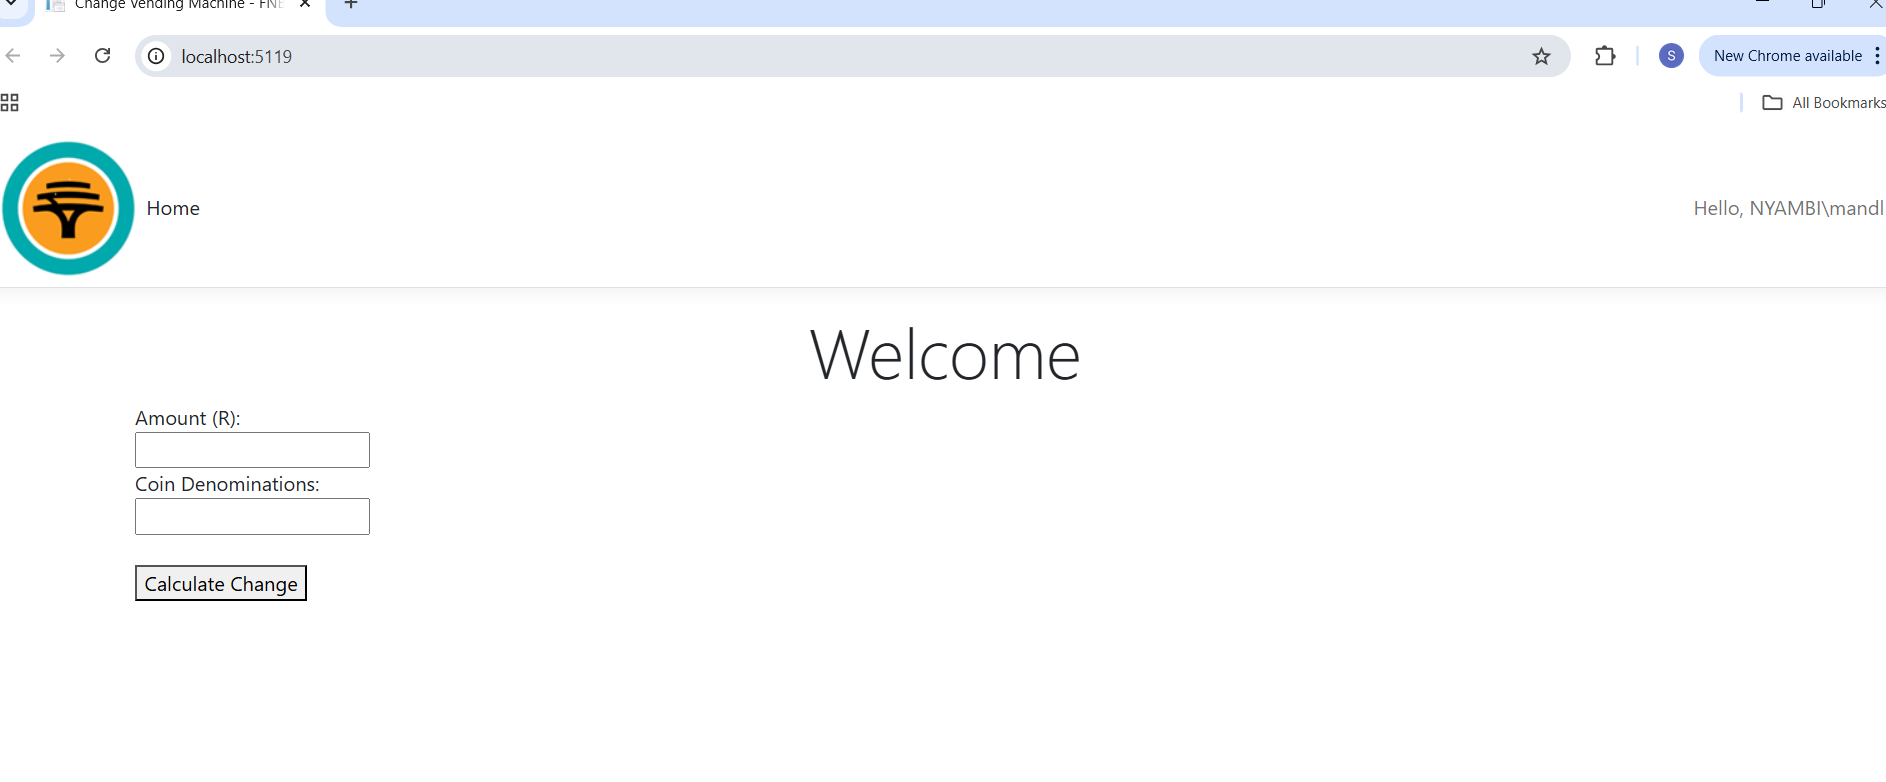 Change Vending Machine - FNB
localhost:5119
S
New Chrome available
All Bookmarks
Home
Hello, NYAMBI\mandl
Welcome
Amount (R):
Coin Denominations:
Calculate Change